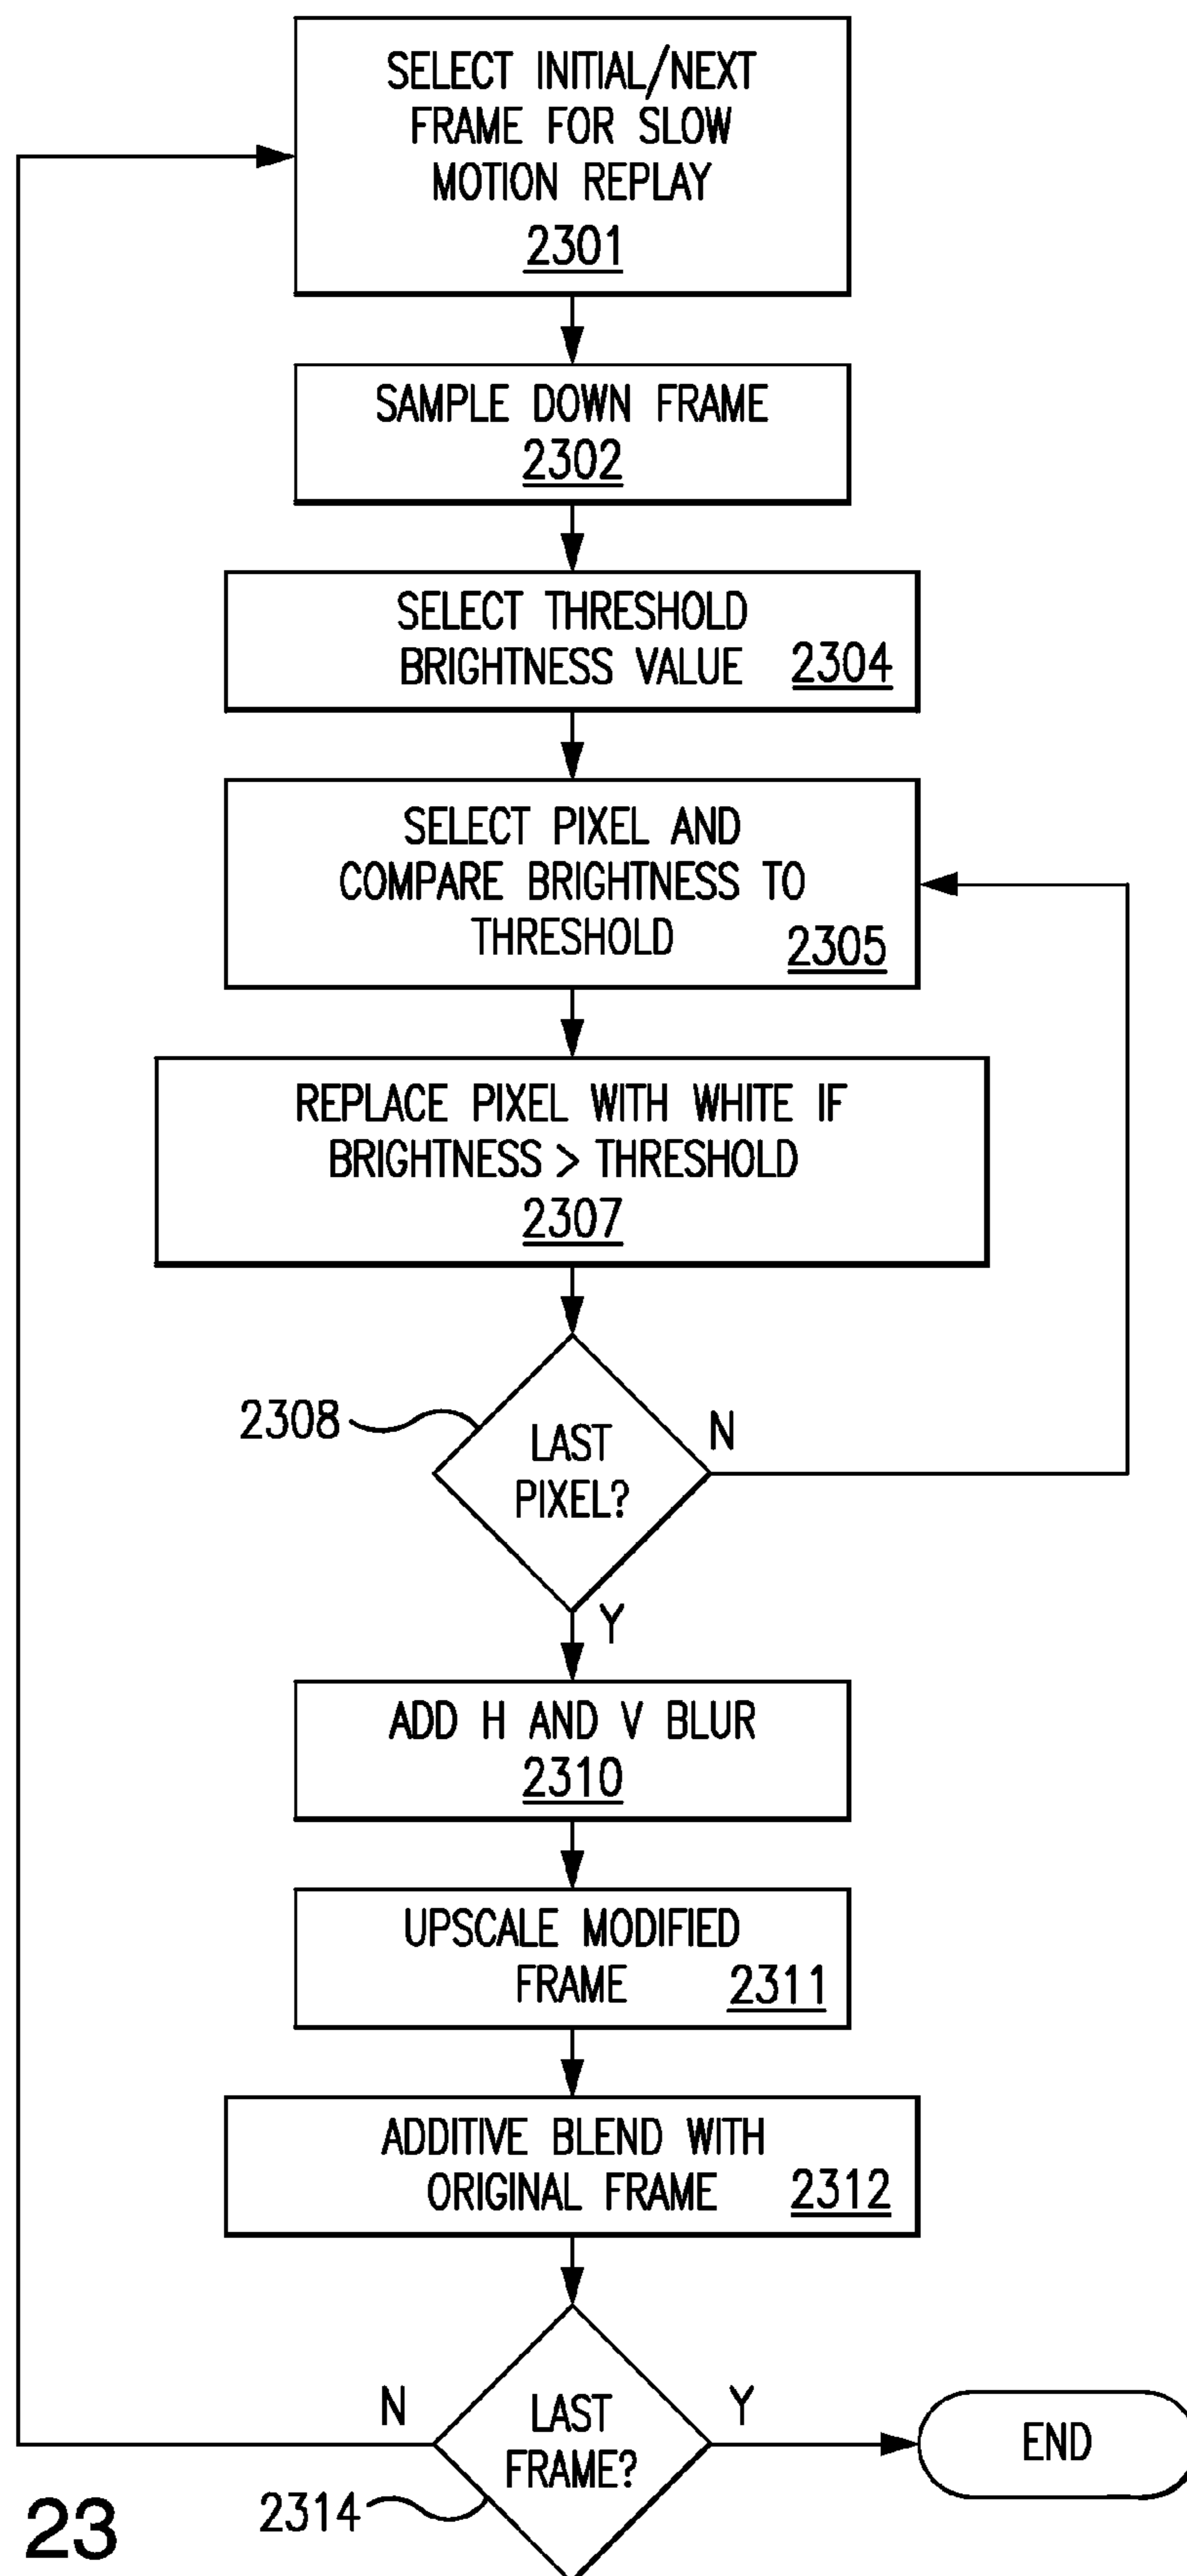 SELECT INITIAL/NEXT
FRAME FOR SLOW
MOTION REPLAY
2301
SAMPLE DOWN FRAME
2302
SELECT THRESHOLD
BRIGHTNESS VALUE 2304
SELECT PIXEL AND
COMPARE BRIGHTNESS TO
THRESHOLD 2305
REPLACE PIXEL WITH WHITE IF
BRIGHTNESS > THRESHOLD
2307
2308
LAST
PIXEL?
N
Y
ADD H AND V BLUR
2310
UPSCALE MODIFIED
FRAME 2311
ADDITIVE BLEND WITH
ORIGINAL FRAME 2312
N
LAST
FRAME?
Y
END
2314
23